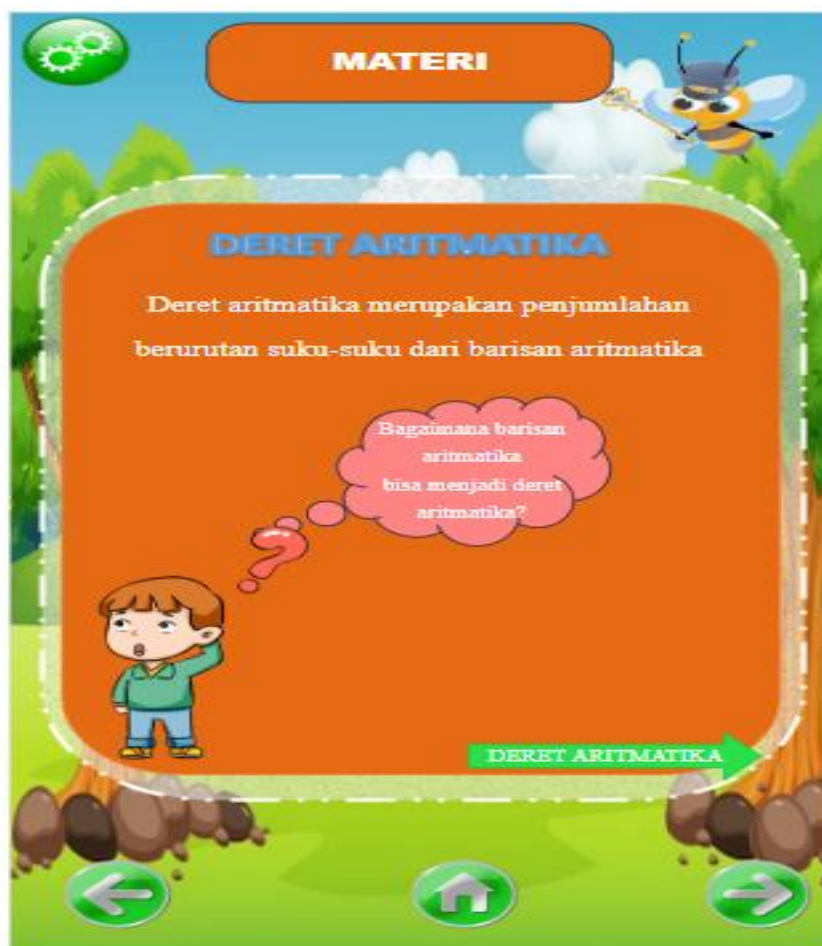 MATERI
DERET ARITMATIKA
Deret aritmatika merupakan penjumlahan
berurutan suku-suku dari barisan aritmatika
Bagaimana barisan
aritmatika
bisa menjadi deret
aritmatika?
DERET ARITMATIKA